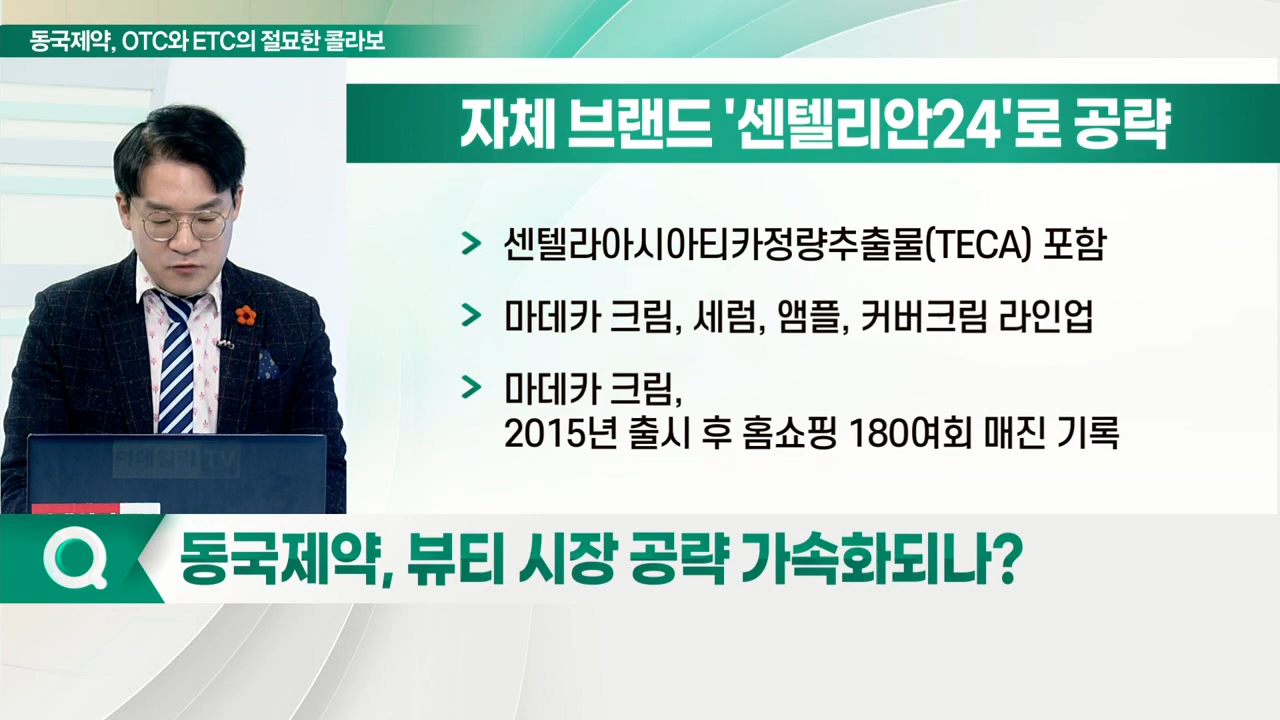 동국제약, OTC와 ETC의 절묘한 콜라보
자체 브랜드 '센텔리안24'로 공략
> 센텔라아시아티카정량추출물(TECA) 포함
> 마데카 크림, 세럼, 앰플, 커버크림 라인업
> 마데카 크림,
2015년 출시 후 홈쇼핑 180여회 매진 기록
Q 동국제약, 뷰티 시장 공략 가속화되나?